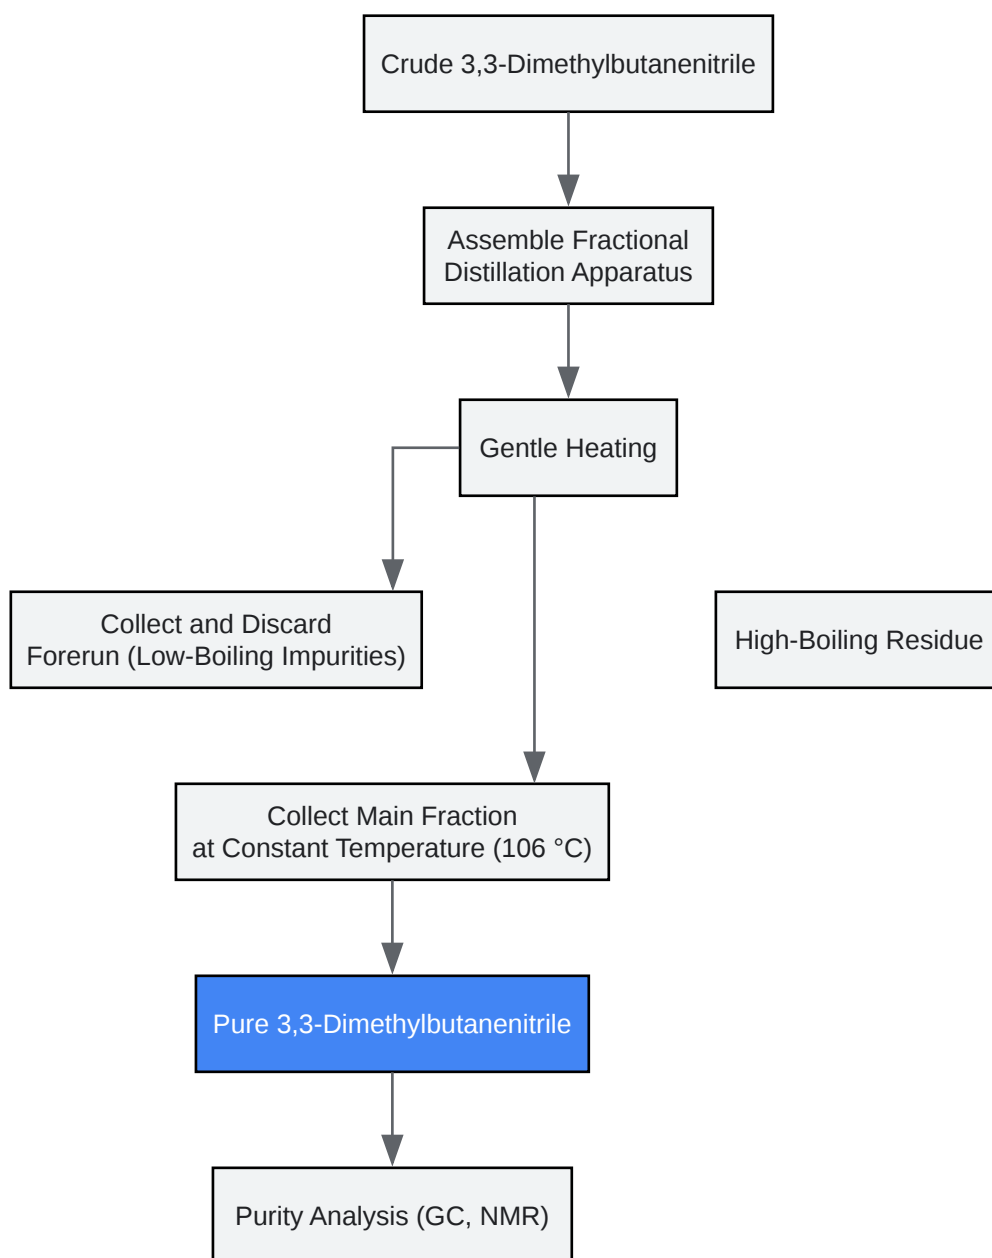 Crude 3,3-Dimethylbutanenitrile
Assemble Fractional
Distillation Apparatus
Gentle Heating
Collect and Discard
Forerun (Low-Boiling Impurities)
High-Boiling Residue
Collect Main Fraction
at Constant Temperature (106 °C)
Pure 3,3-Dimethylbutanenitrile
Purity Analysis (GC, NMR)